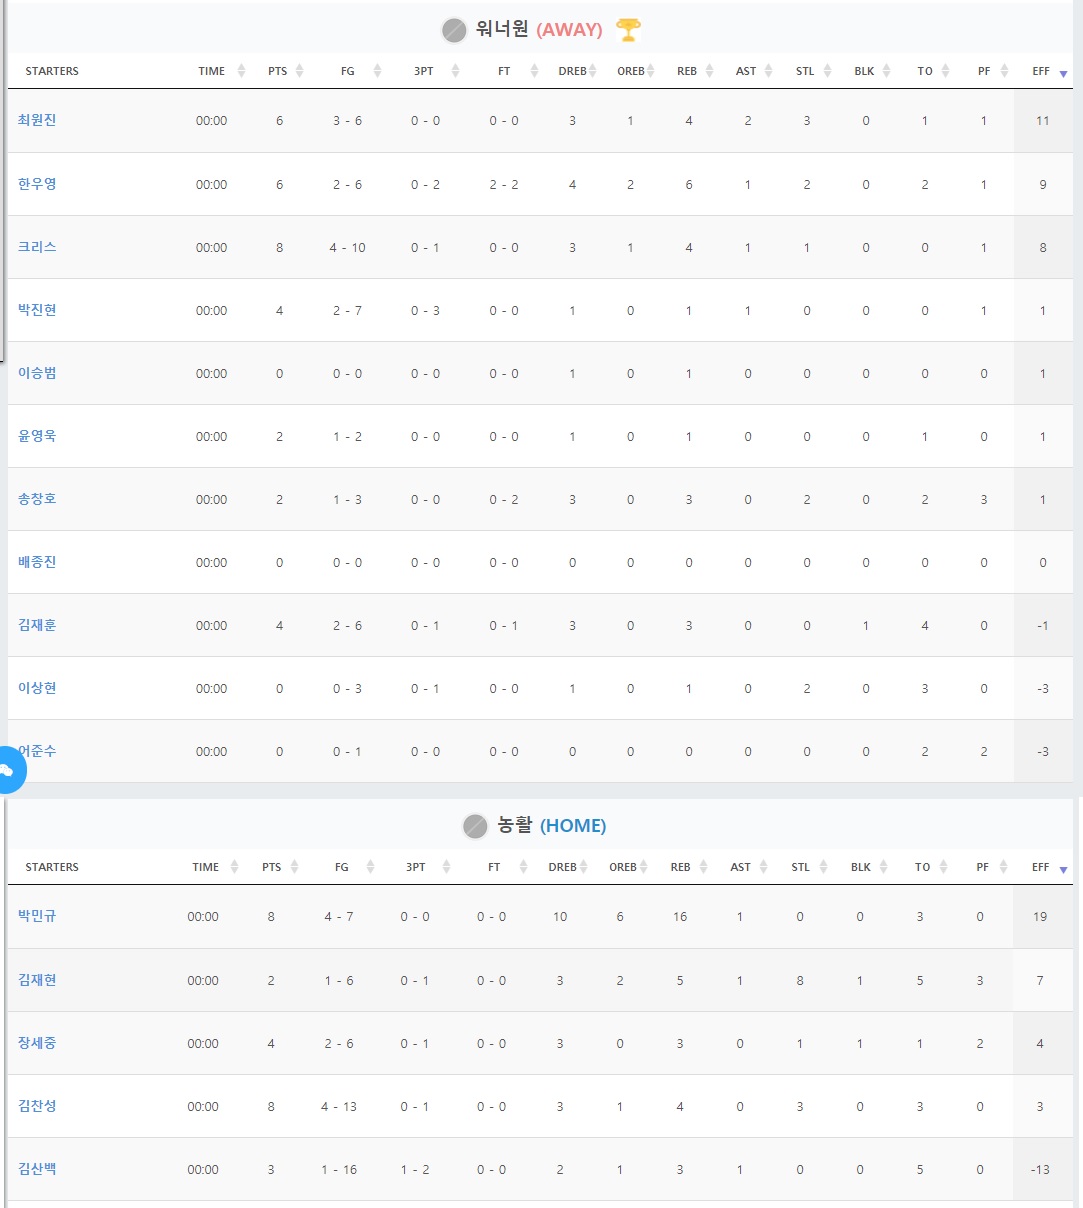 워너원 (AWAY)
STARTERS TIME PTS FG 3PT FT DREB OREB REB AST STL BLK TO PF EFF
최원진 00:00 6 3 - 6 0 - 0 0 - 0 3 1 4 2 3 0 1 1 11
한우영 00:00 6 2 - 6 0 - 2 2 - 2 4 2 6 1 2 0 2 1 9
크리스 00:00 8 4 - 10 0 - 1 0 - 0 3 1 4 1 1 0 0 1 8
박진현 00:00 4 2 - 7 0 - 3 0 - 0 1 0 1 1 0 0 0 1 1
이승범 00:00 0 0 - 0 0 - 0 0 - 0 1 0 1 0 0 0 0 0 1
윤영욱 00:00 2 1 - 2 0 - 0 0 - 0 1 0 1 0 0 0 1 0 1
송창호 00:00 2 1 - 3 0 - 0 0 - 2 3 0 3 0 2 0 2 3 1
배종진 00:00 0 0 - 0 0 - 0 0 - 0 0 0 0 0 0 0 0 0 0
김재훈 00:00 4 2 - 6 0 - 1 0 - 1 3 0 3 0 0 1 4 0 -1
이상현 00:00 0 0 - 3 0 - 1 0 - 0 1 0 1 0 2 0 3 0 -3
어준수 00:00 0 0 - 1 0 - 0 0 - 0 0 0 0 0 0 0 2 2 -3
농활 (HOME)
STARTERS TIME PTS FG 3PT FT DREB OREB REB AST STL BLK TO PF EFF
박민규 00:00 8 4 - 7 0 - 0 0 - 0 10 6 16 1 0 0 3 0 19
김재현 00:00 2 1 - 6 0 - 1 0 - 0 3 2 5 1 8 1 5 3 7
장세중 00:00 4 2 - 6 0 - 1 0 - 0 3 0 3 0 1 1 1 2 4
김찬성 00:00 8 4 - 13 0 - 1 0 - 0 3 1 4 0 3 0 3 0 3
김산백 00:00 3 1 - 16 1 - 2 0 - 0 2 1 3 1 0 0 5 0 -13